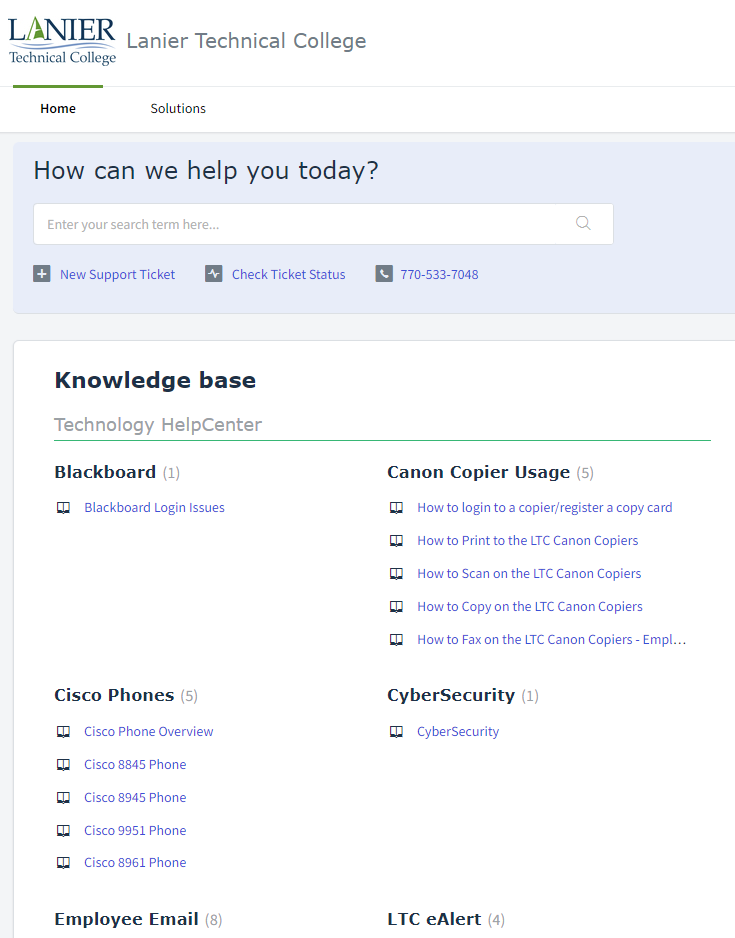 LANIER
Technical College
Lanier Technical College
Home
Solutions
How can we help you today?
Enter your search term here...
New Support Ticket
Check Ticket Status
770-533-7048
Knowledge base
Technology HelpCenter
Blackboard (1)
Blackboard Login Issues
Canon Copier Usage (5)
How to login to a copier/register a copy card
How to Print to the LTC Canon Copiers
How to Scan on the LTC Canon Copiers
How to Copy on the LTC Canon Copiers
How to Fax on the LTC Canon Copiers - Empl...
Cisco Phones (5)
Cisco Phone Overview
Cisco 8845 Phone
Cisco 8945 Phone
Cisco 9951 Phone
Cisco 8961 Phone
CyberSecurity (1)
CyberSecurity
Employee Email (8)
LTC eAlert (4)